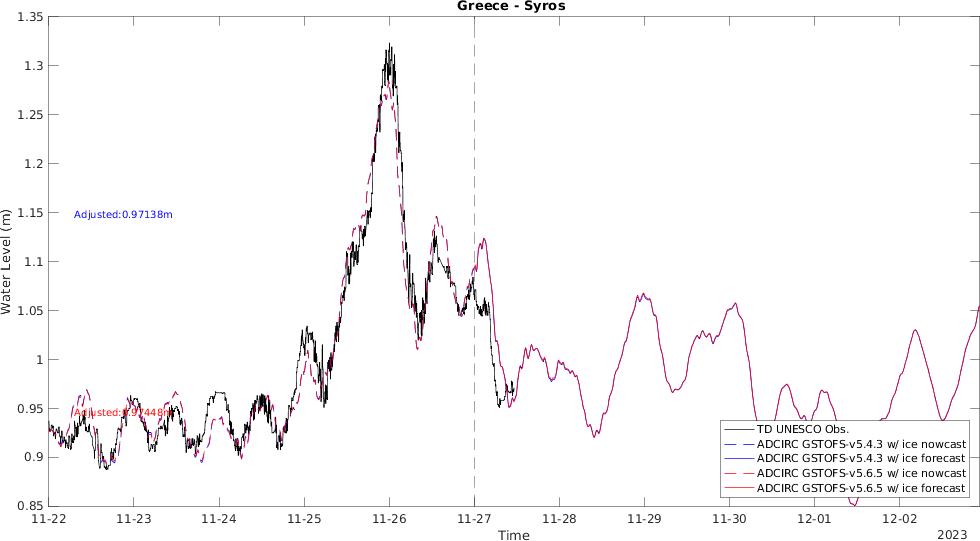 Greece - Syros
1.35
1.3
1.25
1.2
1.15
1.1
1.05
1
0.95
0.9
0.85
Water Level (m)
Adjusted:0.97138m
Adjusted:0.97448m
TD UNESCO Obs.
ADCIRC GSTOFS-v5.4.3 w/ ice nowcast
ADCIRC GSTOFS-v5.4.3 w/ ice forecast
ADCIRC GSTOFS-v5.6.5 w/ ice nowcast
ADCIRC GSTOFS-v5.6.5 w/ ice forecast
11-22 11-23 11-24 11-25 11-26 11-27 11-28 11-29 11-30 12-01 12-02
Time
2023